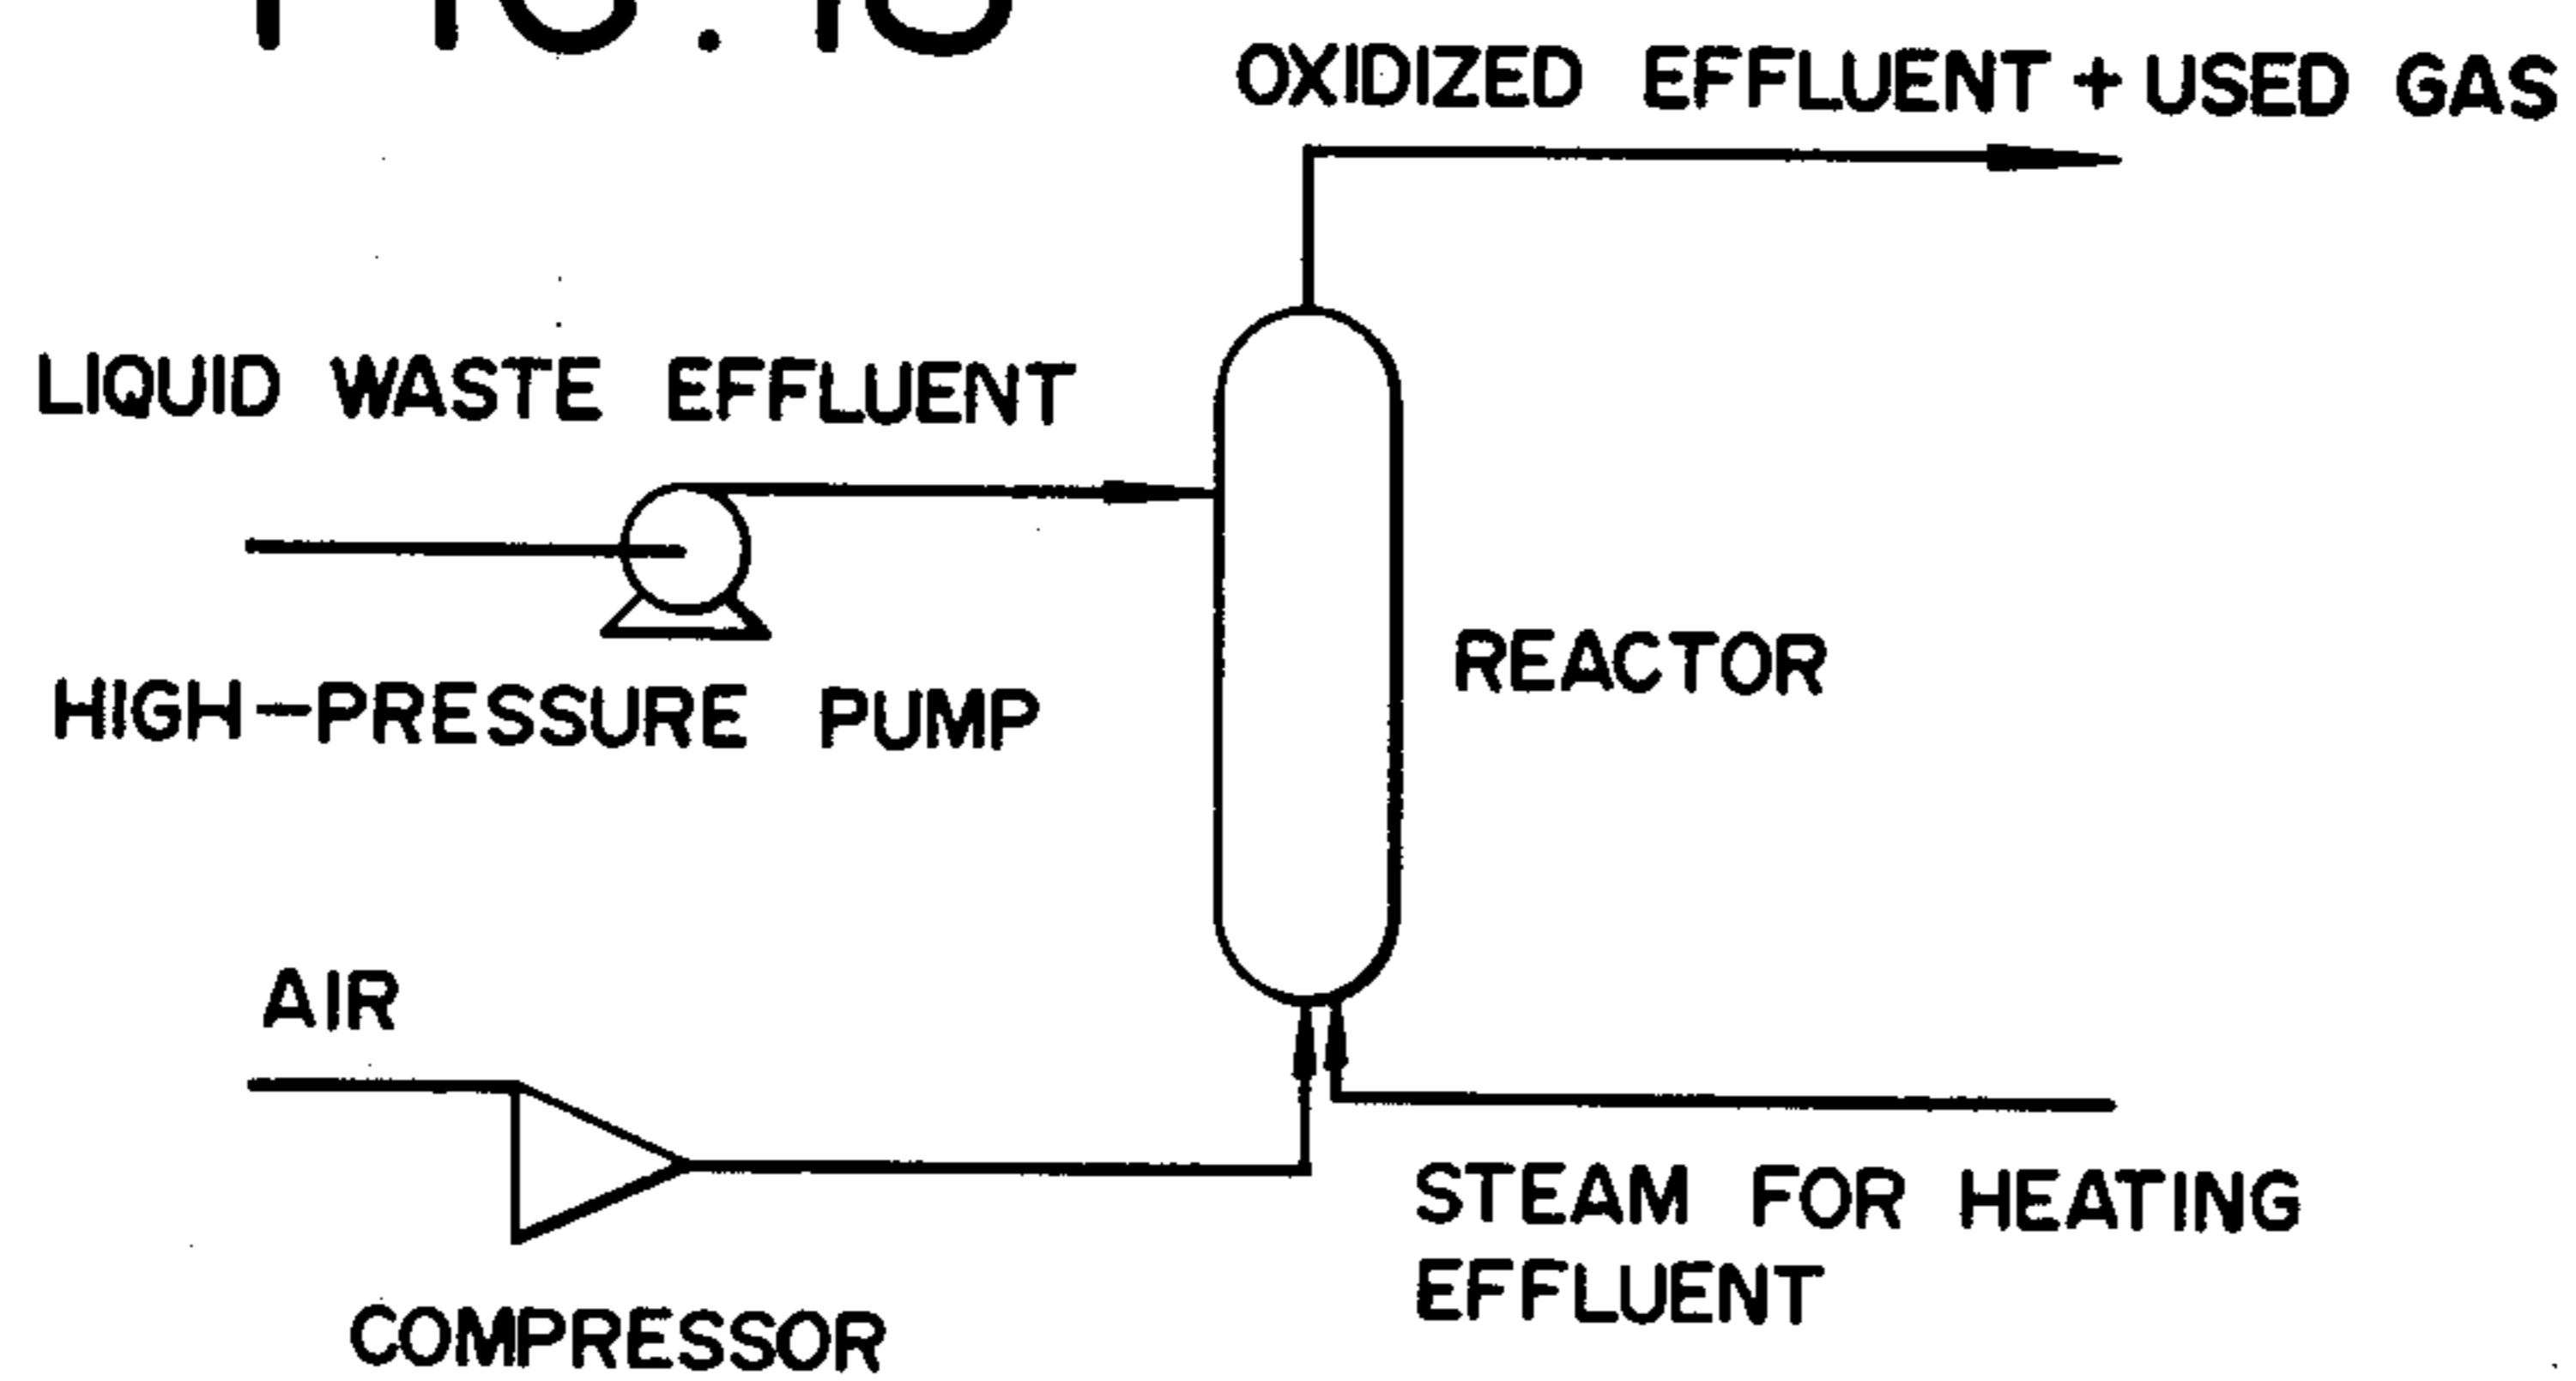 OXIDIZED EFFLUENT + USED GAS
LIQUID WASTE EFFLUENT
HIGH-PRESSURE PUMP
REACTOR
AIR
STEAM FOR HEATING
EFFLUENT
COMPRESSOR